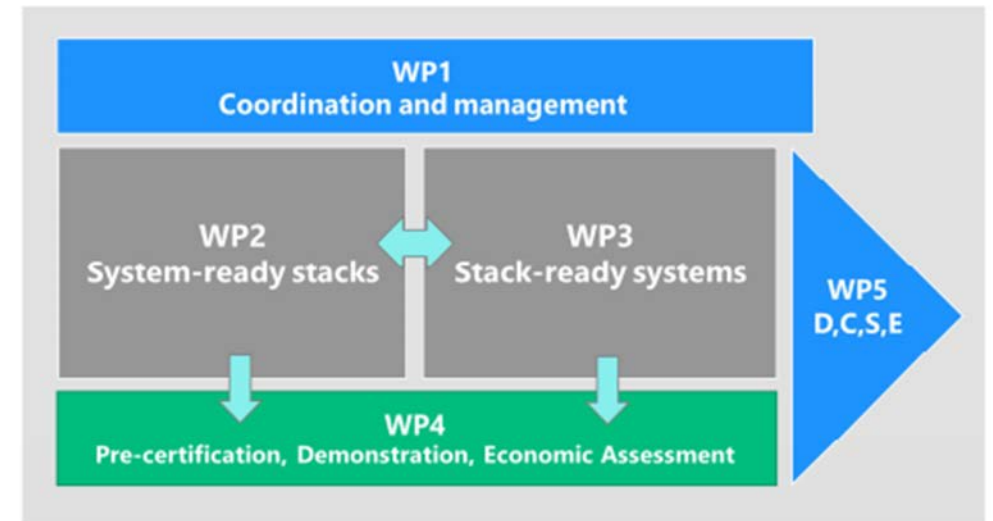 WP1
Coordination and management
WP2
System-ready stacks
WP3
Stack-ready systems
WP5
D,C,S,E
WP4
Pre-certification, Demonstration, Economic Assessment